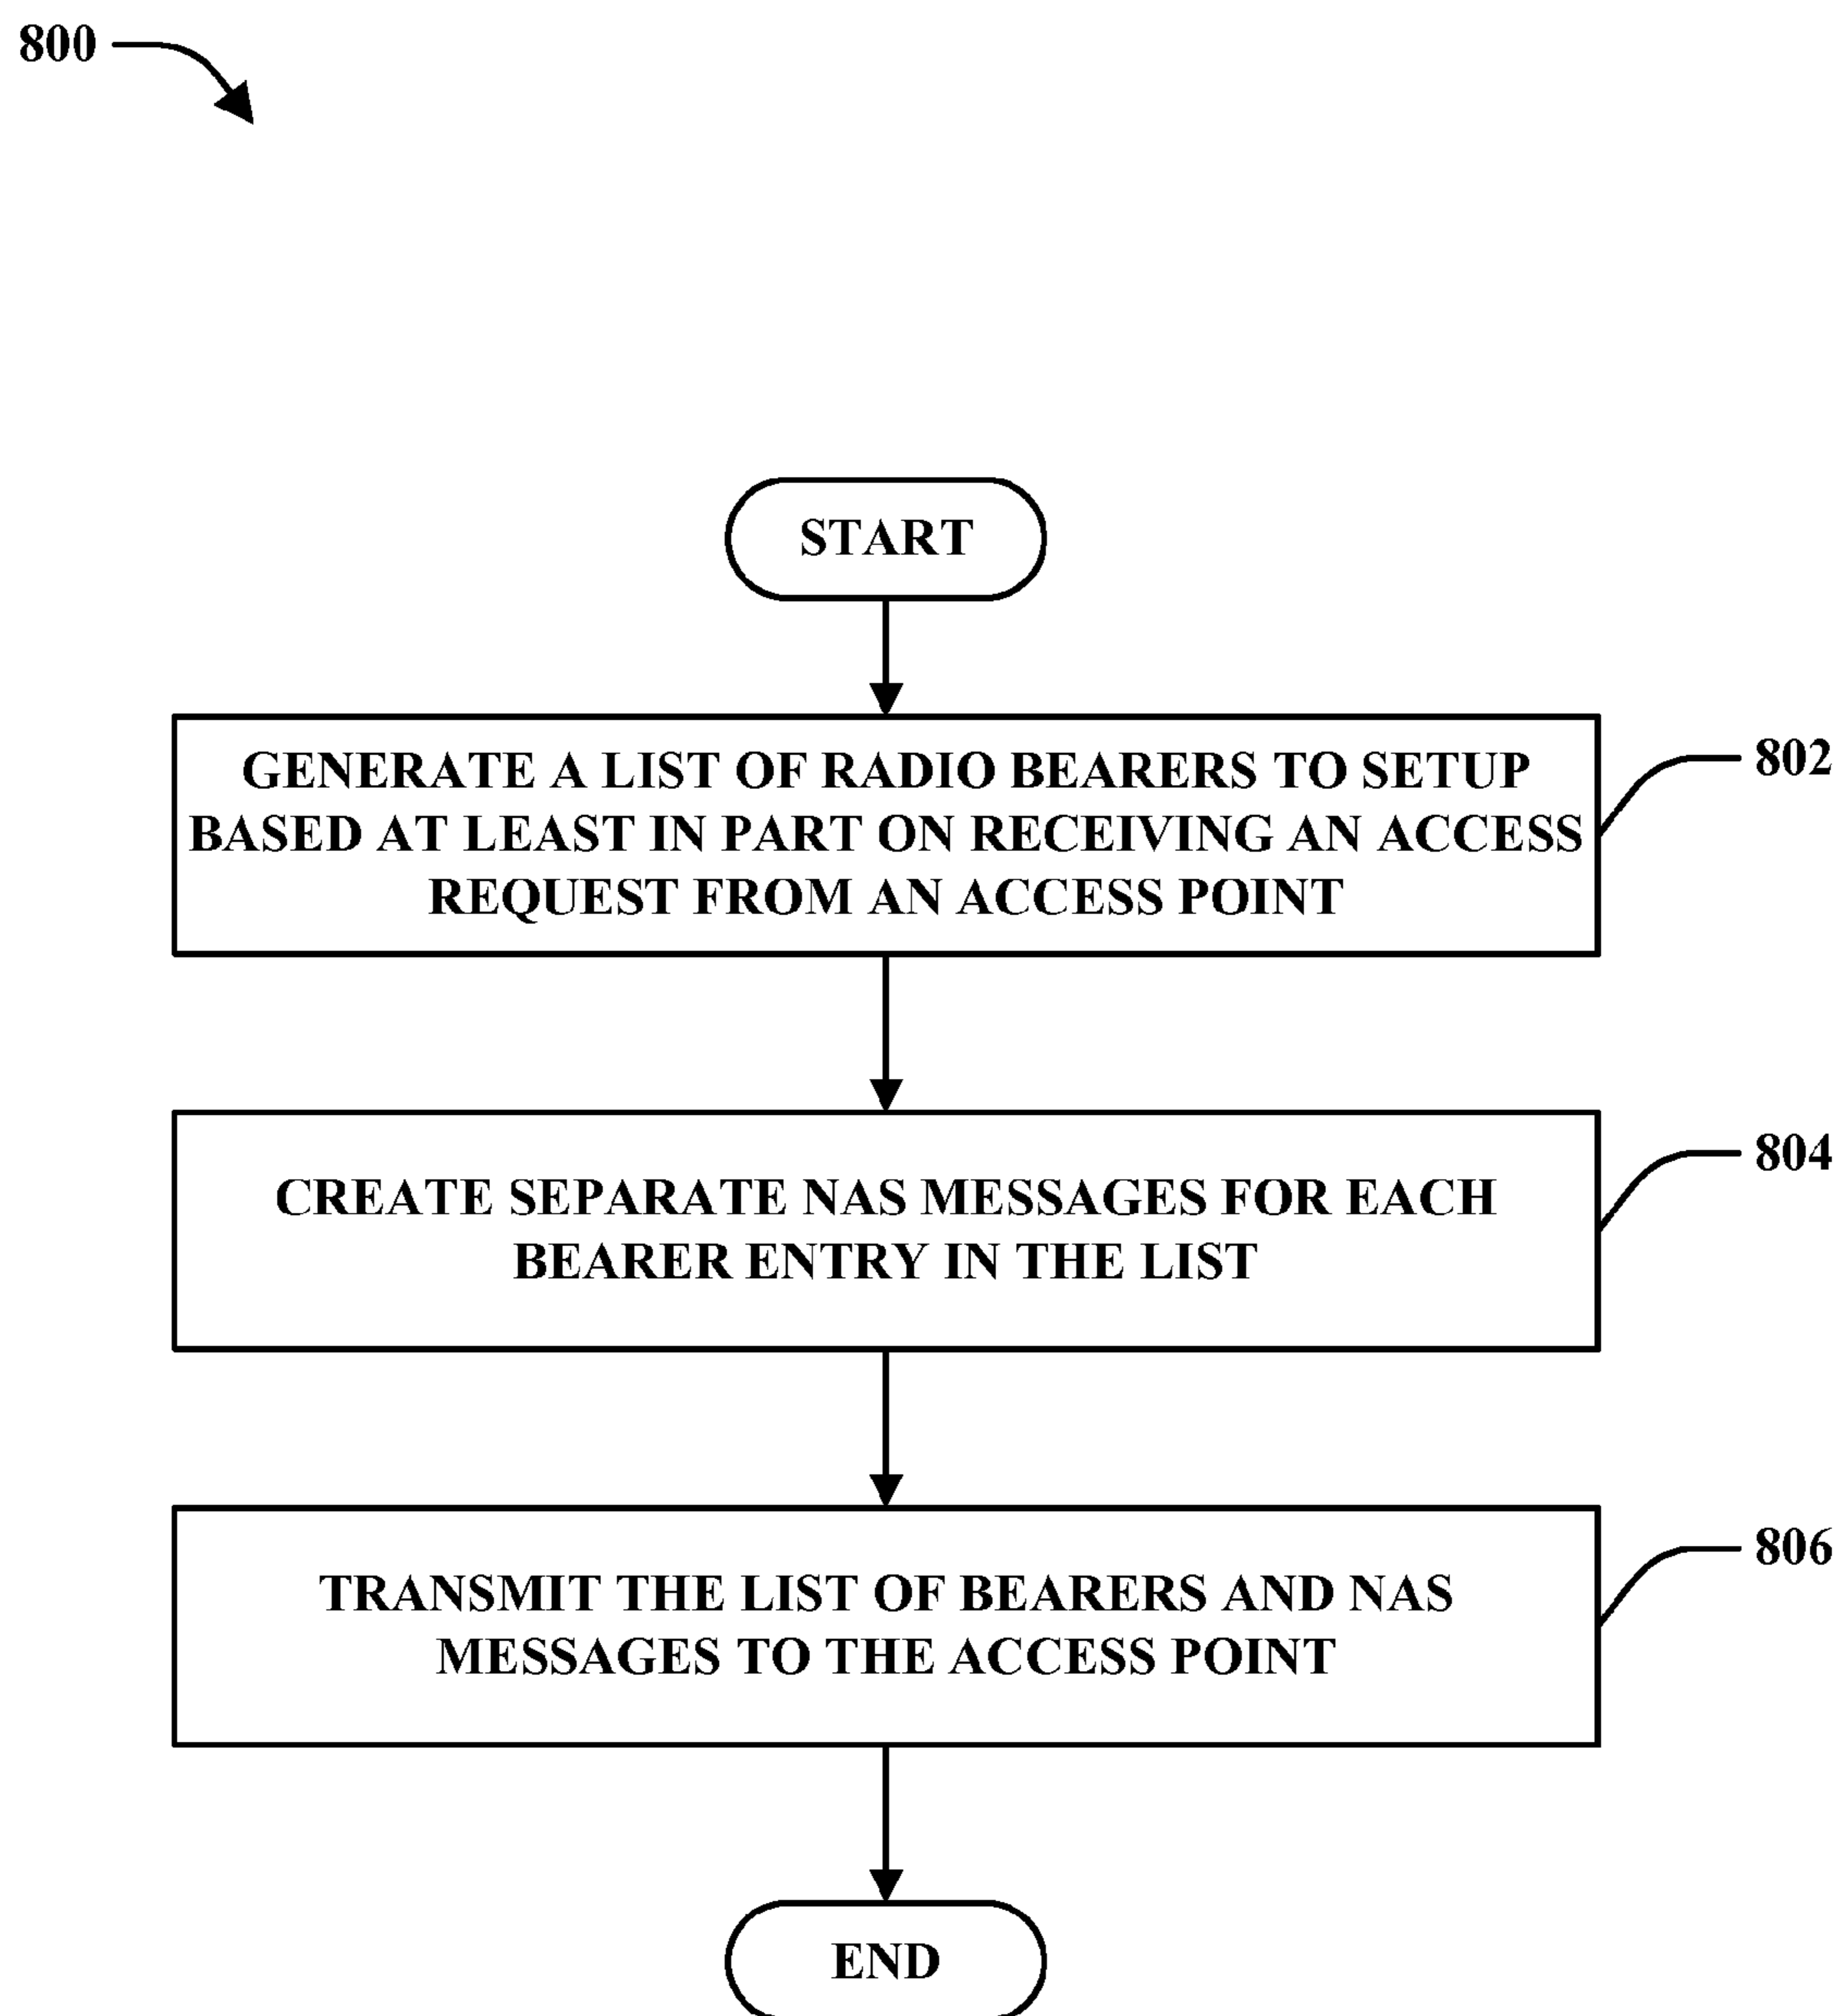 800
START
GENERATE A LIST OF RADIO BEARERS TO SETUP
BASED AT LEAST IN PART ON RECEIVING AN ACCESS
REQUEST FROM AN ACCESS POINT
802
CREATE SEPARATE NAS MESSAGES FOR EACH
BEARER ENTRY IN THE LIST
804
TRANSMIT THE LIST OF BEARERS AND NAS
MESSAGES TO THE ACCESS POINT
806
END